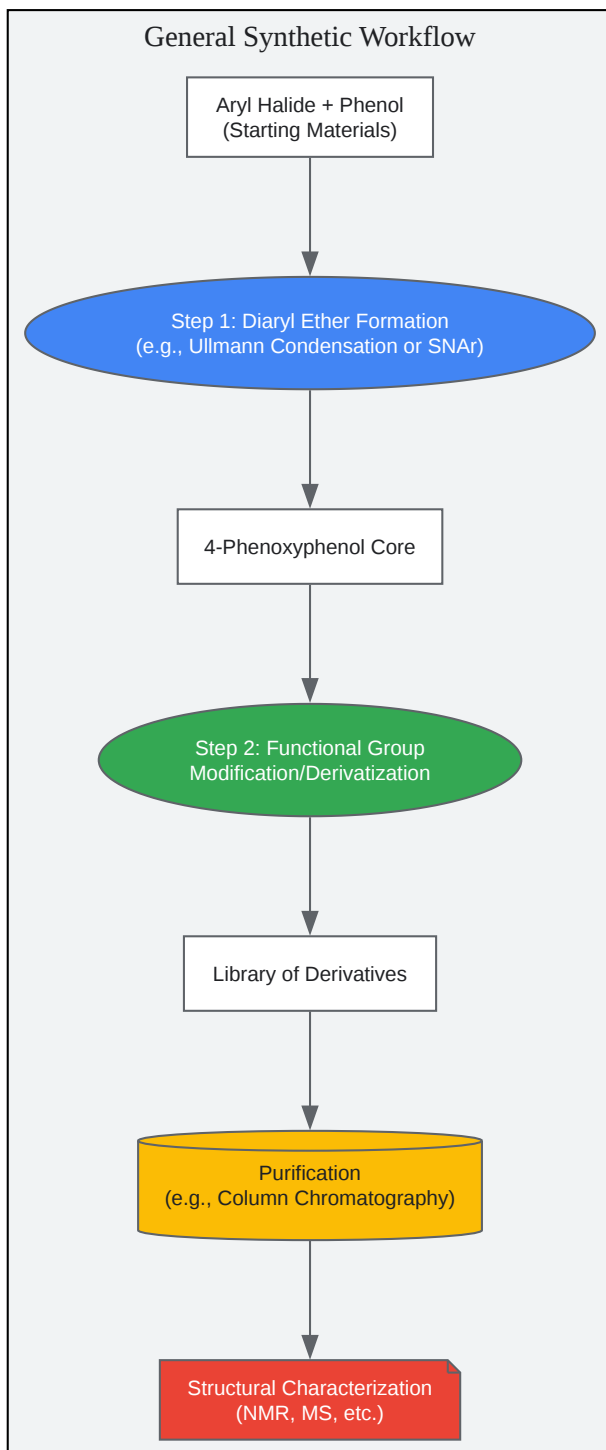 General Synthetic Workflow
Aryl Halide + Phenol
(Starting Materials)
Step 1: Diaryl Ether Formation
(e.g., Ullmann Condensation or SNAr)
4-Phenoxyphenol Core
Step 2: Functional Group
Modification/Derivatization
Library of Derivatives
Purification
(e.g., Column Chromatography)
Structural Characterization
(NMR, MS, etc.)